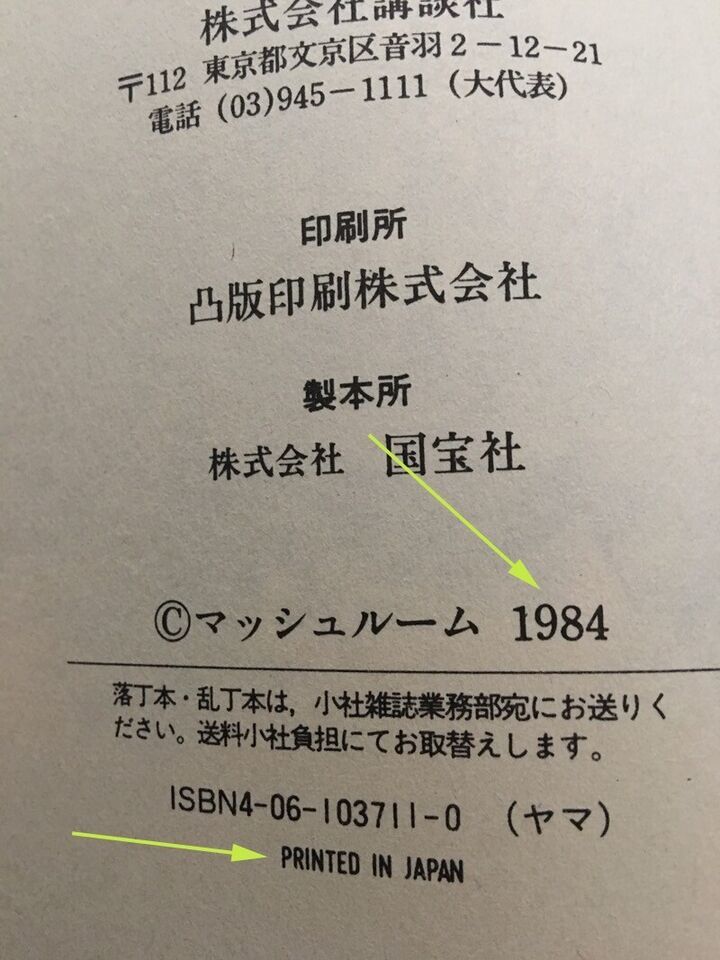 株式会社講談社
〒112 東京都文京区音羽2-12-21
電話 (03)945-1111 (大代表)
印刷所
凸版印刷株式会社
製本所
株式会社 国宝社
©マッシュルーム 1984
落丁本・乱丁本は，小社雑誌業務部宛にお送りく
ださい。送料小社負担にてお取替えします。
ISBN4-06-103711-0 (ヤマ)
PRINTED IN JAPAN